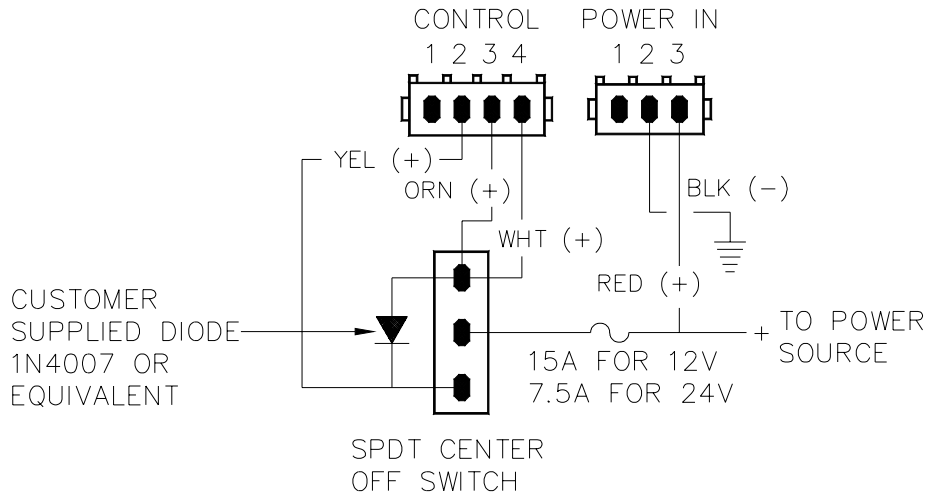 CONTROL
1 2 3 4
POWER IN
1 2 3
YEL (+)
ORN (+)
WHT (+)
BLK (-)
RED (+)
CUSTOMER
SUPPLIED DIODE
1N4007 OR
EQUIVALENT
+ TO POWER
SOURCE
15A FOR 12V
7.5A FOR 24V
SPDT CENTER
OFF SWITCH